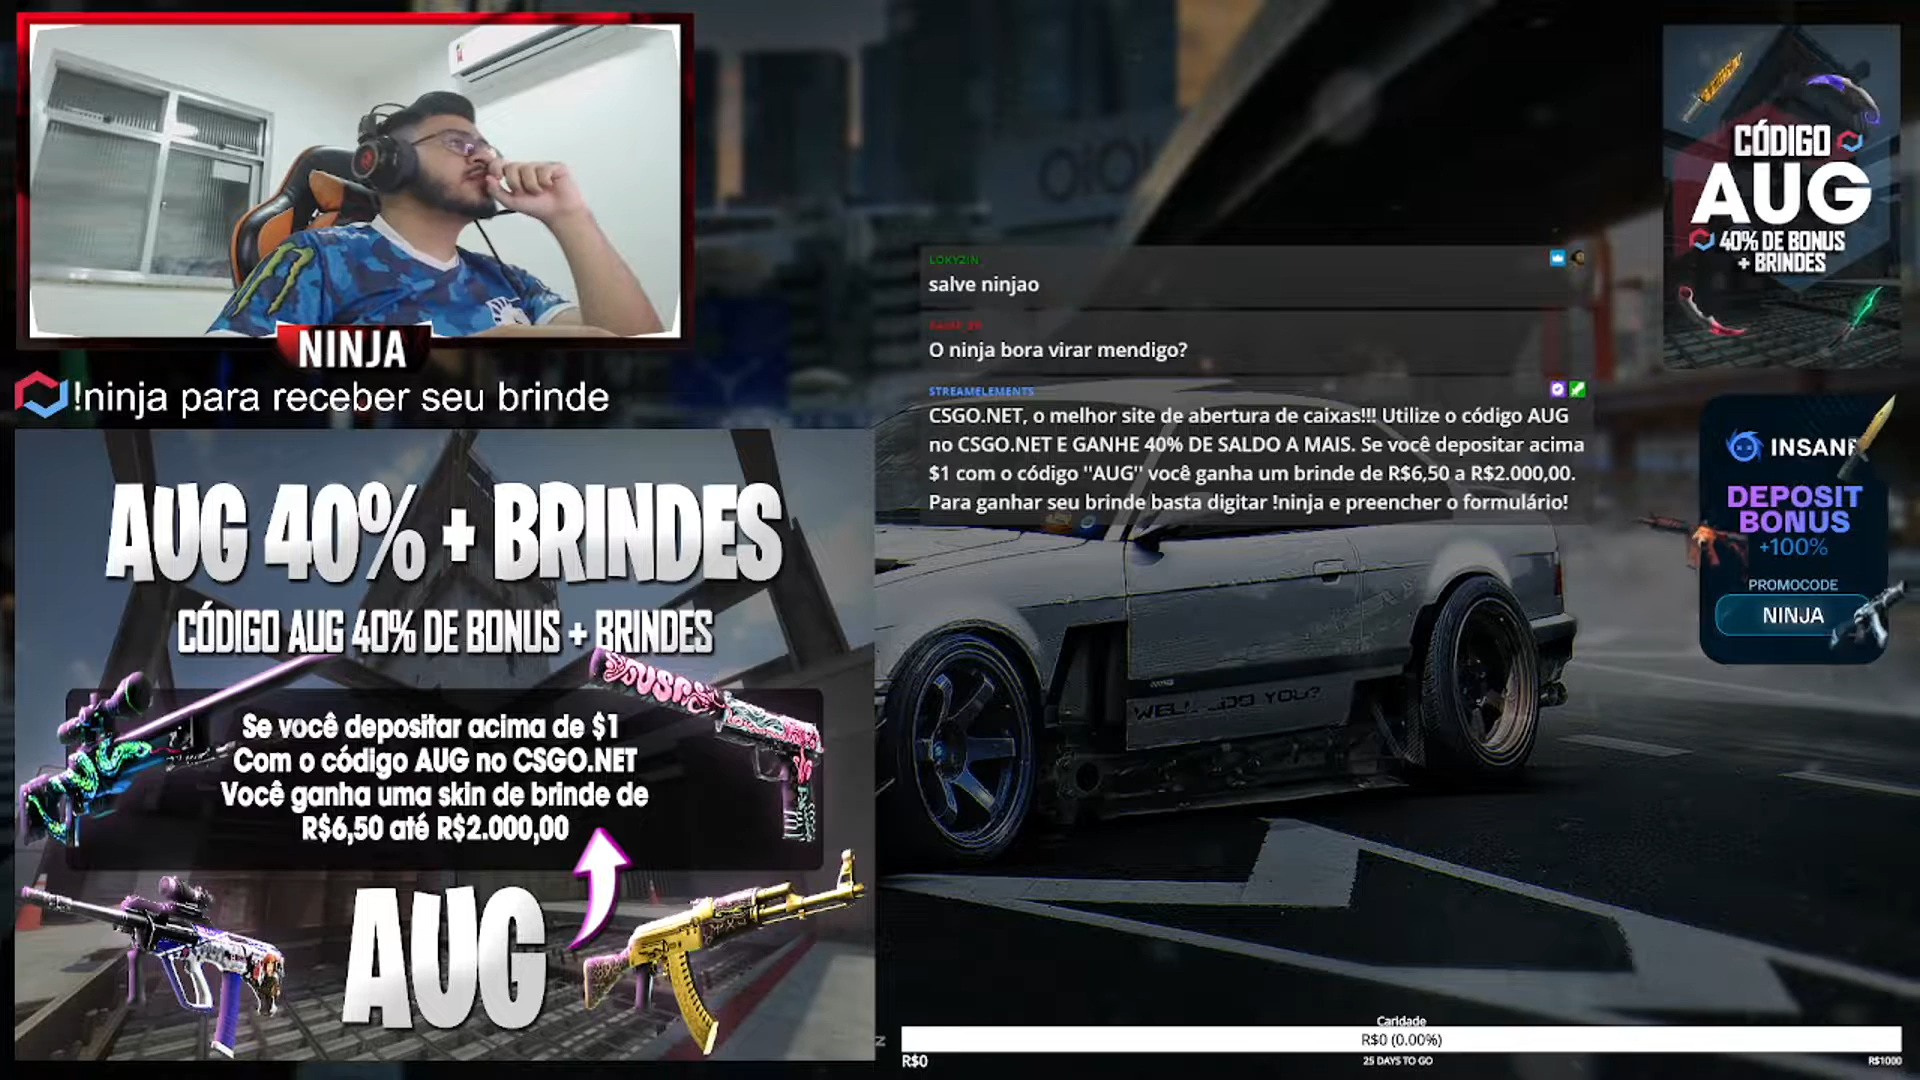 NINJA
!ninja para receber seu brinde
AUG 40% + BRINDES
CÓDIGO AUG 40% DE BONUS + BRINDES
Se você depositar acima de $1
Com o código AUG no CSGO.NET
Você ganha uma skin de brinde de
R$6,50 até R$2.000,00
AUG
LOKYZIN
salve ninjao
O ninja bora virar mendigo?
STREAMELEMENTS
CSGO.NET, o melhor site de abertura de caixas!!! Utilize o código AUG
no CSGO.NET E GANHE 40% DE SALDO A MAIS. Se você depositar acima
$1 com o código "AUG" você ganha um brinde de R$6,50 a R$2.000,00.
Para ganhar seu brinde basta digitar !ninja e preencher o formulário!
WELL...DO YOU?
CÓDIGO
AUG
40% DE BONUS
+ BRINDES
INSANE
DEPOSIT
BONUS
+100%
PROMOCODE
NINJA
Caridade
R$0 (0.00%)
R$0
25 DAYS TO GO
R$1000